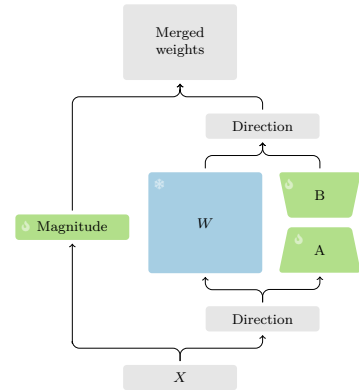 Merged
weights
Direction
B
Magnitude
W
A
Direction
X